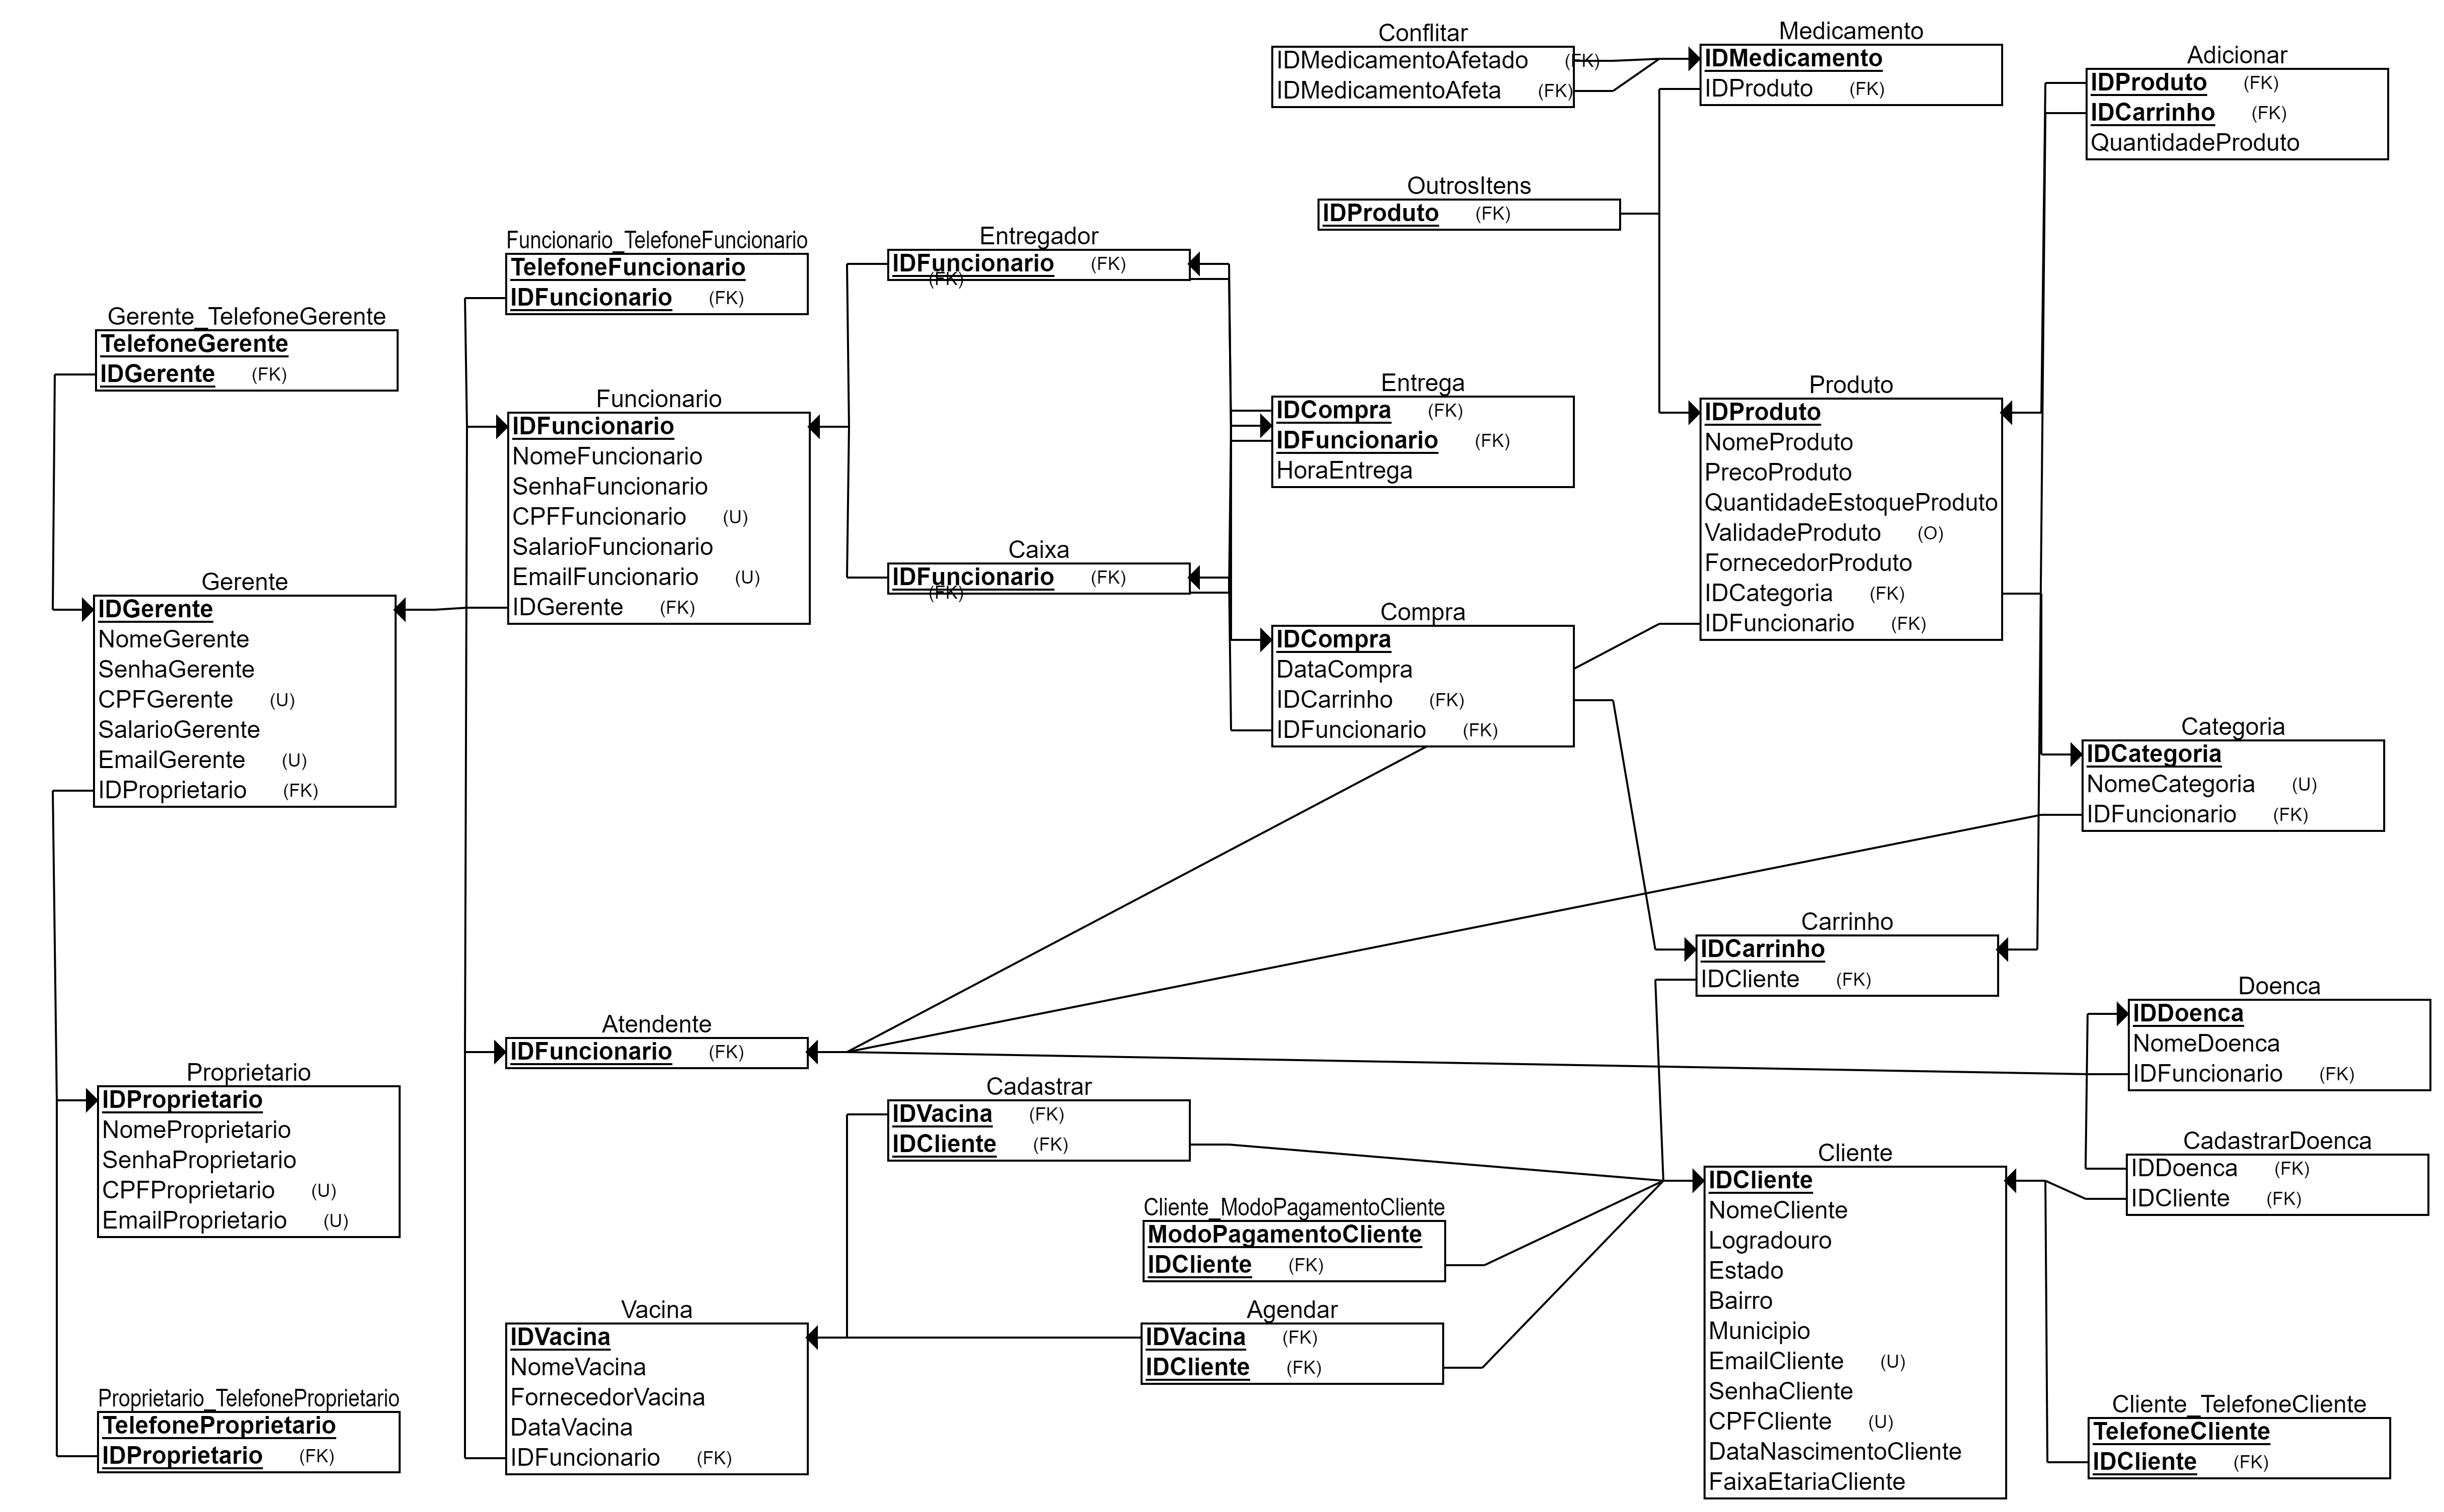 Conflitar
IDMedicamentoAfetado (FK)
IDMedicamentoAfeta (FK)
Medicamento
IDMedicamento
IDProduto (FK)
Adicionar
IDProduto (FK)
IDCarrinho (FK)
QuantidadeProduto
OutrosItens
IDProduto (FK)
Funcionario_TelefoneFuncionario
TelefoneFuncionario
IDFuncionario (FK)
Entregador
IDFuncionario (FK)
(FK)
Gerente_TelefoneGerente
TelefoneGerente
IDGerente (FK)
Funcionario
IDFuncionario
NomeFuncionario
SenhaFuncionario
CPFFuncionario (U)
SalarioFuncionario
EmailFuncionario (U)
IDGerente (FK)
Entrega
IDCompra (FK)
IDFuncionario (FK)
HoraEntrega
Produto
IDProduto
NomeProduto
PrecoProduto
QuantidadeEstoqueProduto
ValidadeProduto (O)
FornecedorProduto
IDCategoria (FK)
IDFuncionario (FK)
Caixa
IDFuncionario (FK)
(FK)
Gerente
IDGerente
NomeGerente
SenhaGerente
CPFGerente (U)
SalarioGerente
EmailGerente (U)
IDProprietario (FK)
Compra
IDCompra
DataCompra
IDCarrinho (FK)
IDFuncionario (FK)
Categoria
IDCategoria
NomeCategoria (U)
IDFuncionario (FK)
Carrinho
IDCarrinho
IDCliente (FK)
Doenca
IDDoenca
NomeDoenca
IDFuncionario (FK)
Atendente
IDFuncionario (FK)
Proprietario
IDProprietario
NomeProprietario
SenhaProprietario
CPFProprietario (U)
EmailProprietario (U)
Cadastrar
IDVacina (FK)
IDCliente (FK)
CadastrarDoenca
IDDoenca (FK)
IDCliente (FK)
Cliente
IDCliente
NomeCliente
Logradouro
Estado
Bairro
Municipio
EmailCliente (U)
SenhaCliente
CPFCliente (U)
DataNascimentoCliente
FaixaEtariaCliente
Cliente_ModoPagamentoCliente
ModoPagamentoCliente
IDCliente (FK)
Vacina
IDVacina
NomeVacina
FornecedorVacina
DataVacina
IDFuncionario (FK)
Agendar
IDVacina (FK)
IDCliente (FK)
Proprietario_TelefoneProprietario
TelefoneProprietario
IDProprietario (FK)
Cliente_TelefoneCliente
TelefoneCliente
IDCliente (FK)